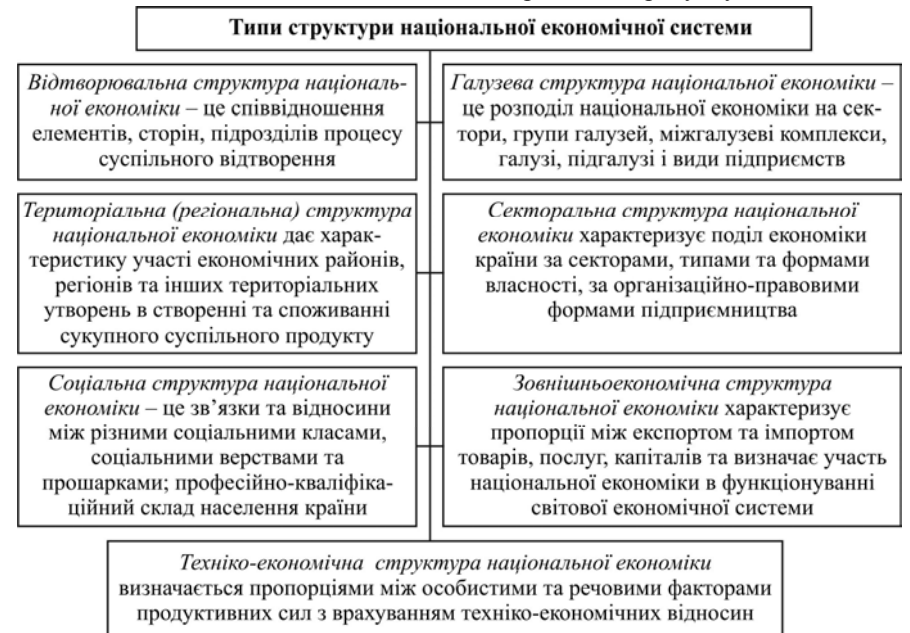 Типи структури національної економічної системи
Відтворювальна структура національ-
ної економіки – це співвідношення
елементів, сторін, підрозділів процесу
суспільного відтворення
Галузева структура національної економіки –
це розподіл національної економіки на сек-
тори, групи галузей, міжгалузеві комплекси,
галузі, підгалузі і види підприємств
Територіальна (регіональна) структура
національної економіки дає харак-
теристику участі економічних районів,
регіонів та інших територіальних
утворень в створенні та споживанні
сукупного суспільного продукту
Секторальна структура національної
економіки характеризує поділ економіки
країни за секторами, типами та формами
власності, за організаційно-правовими
формами підприємництва
Соціальна структура національної
економіки – це зв’язки та відносини
між різними соціальними класами,
соціальними верствами та
прошарками; професійно-кваліфіка-
ційний склад населення країни
Зовнішньоекономічна структура
національної економіки характеризує
пропорції між експортом та імпортом
товарів, послуг, капіталів та визначає участь
національної економіки в функціонуванні
світової економічної системи
Техніко-економічна структура національної економіки
визначається пропорціями між особистими та речовими факторами
продуктивних сил з врахуванням техніко-економічних відносин